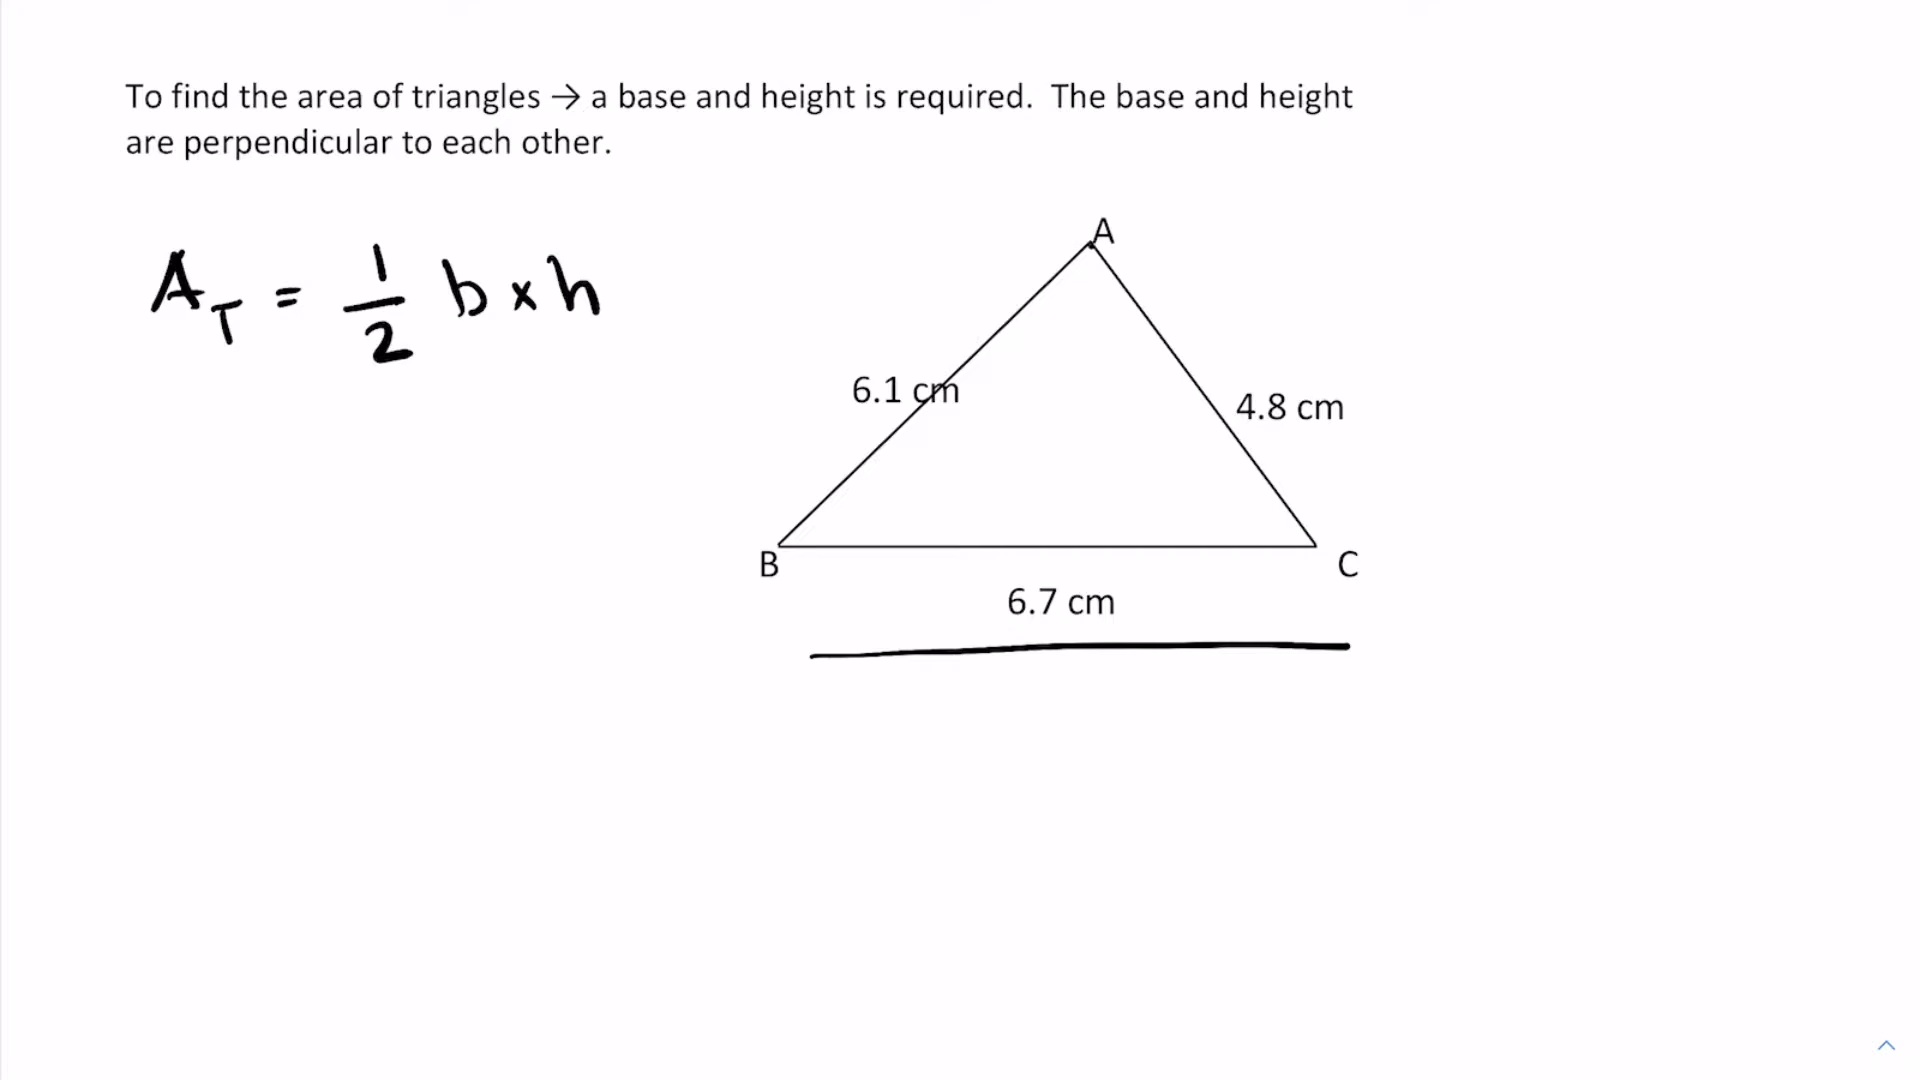 To find the area of triangles → a base and height is required. The base and height
are perpendicular to each other.
A_T = 1/2 b × h
A
6.1 cm
4.8 cm
B
C
6.7 cm